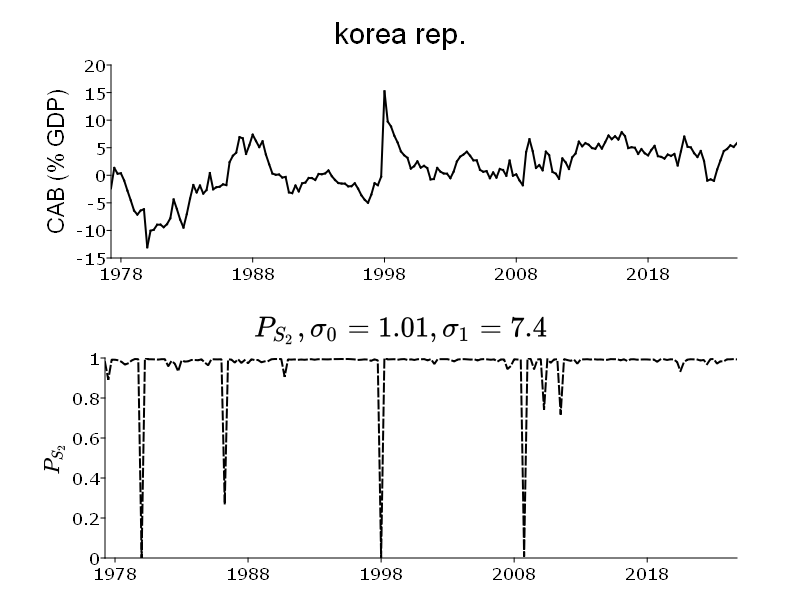 korea rep.
CAB (% GDP)
20
15
10
5
0
-5
-10
-15
1978 1988 1998 2008 2018
P_{S_2}, σ_0 = 1.01, σ_1 = 7.4
P_{S_2}
1
0.8
0.6
0.4
0.2
0
1978 1988 1998 2008 2018